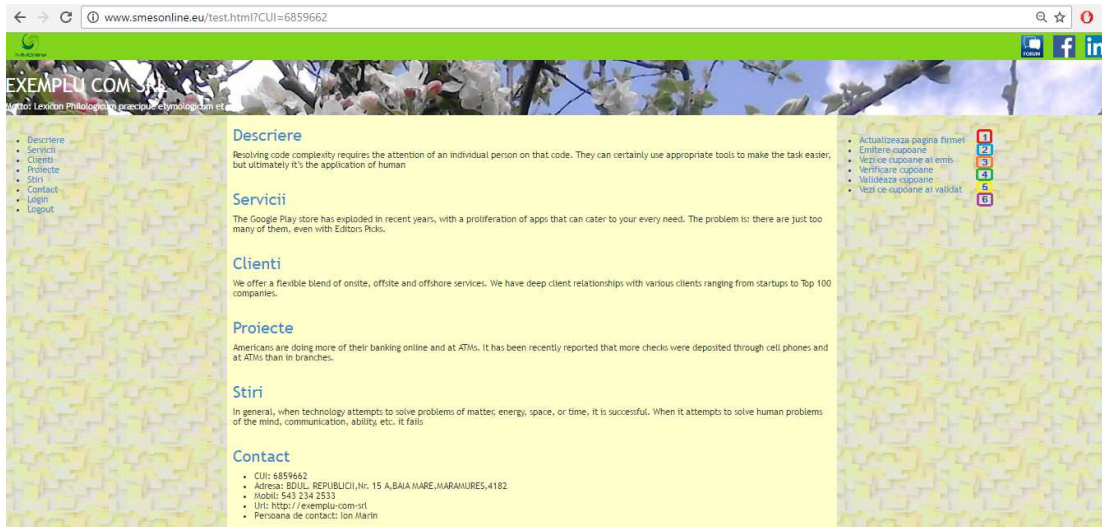 www.smesonline.eu/test.html?CUI=6859662
FORUM
EXEMPLU COM SRL
Motto: Lexicon Philologicum præcipue etymologicum et
Descriere
Servicii
Clienti
Proiecte
Stiri
Contact
Login
Logout
Descriere
Resolving code complexity requires the attention of an individual person on that code. They can certainly use appropriate tools to make the task easier,
but ultimately it's the application of human
Servicii
The Google Play store has exploded in recent years, with a proliferation of apps that can cater to your every need. The problem is: there are just too
many of them, even with Editors Picks.
Clienti
We offer a flexible blend of onsite, offsite and offshore services. We have deep client relationships with various clients ranging from startups to Top 100
companies.
Proiecte
Americans are doing more of their banking online and at ATMs. It has been recently reported that more checks were deposited through cell phones and
at ATMs than in branches.
Stiri
In general, when technology attempts to solve problems of matter, energy, space, or time, it is successful. When it attempts to solve human problems
of the mind, communication, ability, etc. it fails
Contact
CUI: 6859662
Adresa: BDUL. REPUBLICII,Nr. 15 A,BAIA MARE,MARAMURES,4182
Mobil: 543 234 2533
Url: http://exemplu-com-srl
Persoana de contact: Ion Marin
Actualizeaza pagina firmei 1
Emitere cupoane 2
Vezi ce cupoane ai emis 3
Verificare cupoane 4
Valideaza cupoane 5
Vezi ce cupoane ai validat 6